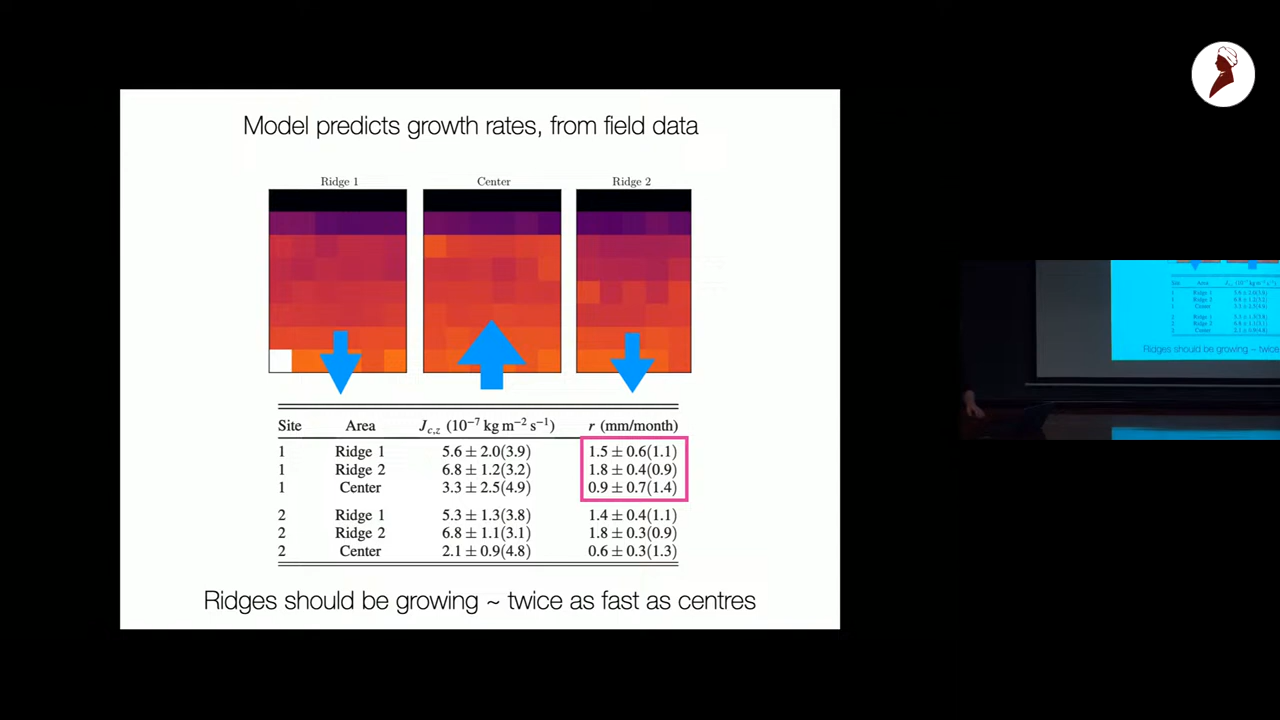 Model predicts growth rates, from field data
Ridge 1 Center Ridge 2
Site Area J_{c,z} (10^{-7} kg m^{-2} s^{-1}) r (mm/month)
1 Ridge 1 5.6 ± 2.0(3.9) 1.5 ± 0.6(1.1)
1 Ridge 2 6.8 ± 1.2(3.2) 1.8 ± 0.4(0.9)
1 Center 3.3 ± 2.5(4.9) 0.9 ± 0.7(1.4)
2 Ridge 1 5.3 ± 1.3(3.8) 1.4 ± 0.4(1.1)
2 Ridge 2 6.8 ± 1.1(3.1) 1.8 ± 0.3(0.9)
2 Center 2.1 ± 0.9(4.8) 0.6 ± 0.3(1.3)
Ridges should be growing ~ twice as fast as centres
Ridges should be growing ~ twice